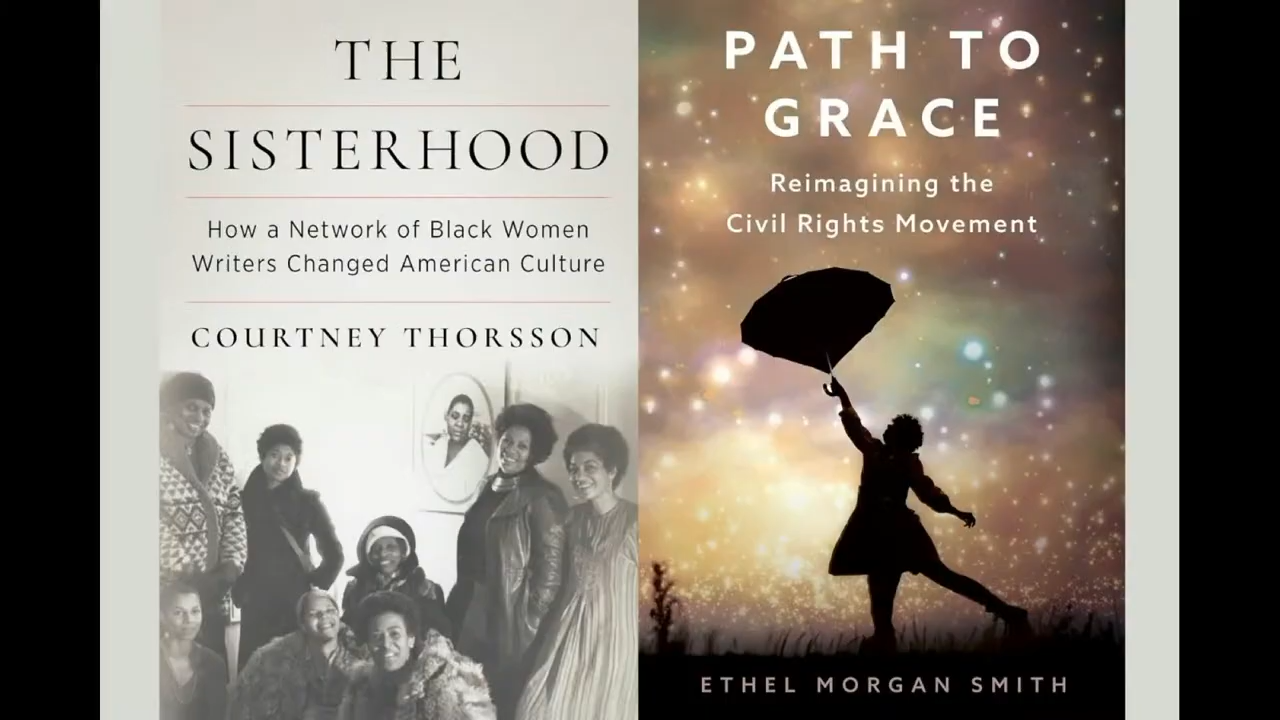 THE
SISTERHOOD
How a Network of Black Women
Writers Changed American Culture
COURTNEY THORSSON
PATH TO
GRACE
Reimagining the
Civil Rights Movement
ETHEL MORGAN SMITH